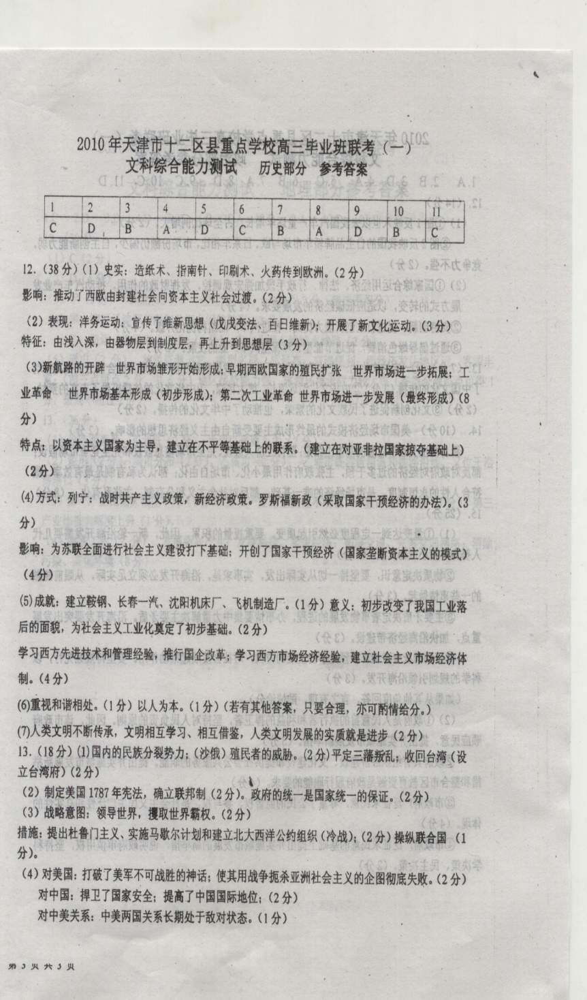 2010年天津市十二区县重点学校高三毕业班联考（一）
文科综合能力测试 历史部分 参考答案
1 2 3 4 5 6 7 8 9 10 11
C D B A D C B A D B C
12.（38分）（1）史实：造纸术、指南针、印刷术、火药传到欧洲。（2分）
影响：推动了西欧由封建社会向资本主义社会过渡。（2分）
（2）表现：洋务运动；宣传了维新思想（戊戌变法、百日维新）；开展了新文化运动。（3分）
特征：由浅入深，由器物层到制度层，再上升到思想层（3分）
（3)新航路的开辟 世界市场雏形开始形成；早期西欧国家的殖民扩张 世界市场进一步拓展；工
业革命 世界市场基本形成（初步形成）；第二次工业革命 世界市场进一步发展（最终形成）（8
分）
特点：以资本主义国家为主导，建立在不平等基础上的联系。（建立在对亚非拉国家掠夺基础上）
（2分）
(4)方式：列宁：战时共产主义政策，新经济政策。罗斯福新政（采取国家干预经济的办法）。（3
分）
影响：为苏联全面进行社会主义建设打下基础；开创了国家干预经济（国家垄断资本主义的模式）
（4分）
(5)成就：建立鞍钢、长春一汽、沈阳机床厂、飞机制造厂。（1分）意义：初步改变了我国工业落
后的面貌，为社会主义工业化奠定了初步基础。（2分）
学习西方先进技术和管理经验，推行国企改革；学习西方市场经济经验，建立社会主义市场经济体
制。（4分）
(6)重视和谐相处。（1分）以人为本。（1分）（若有其他答案，只要合理，亦可酌情给分。）
(7)人类文明不断传承，文明相互学习、相互借鉴，人类文明发展的实质就是进步（2分）
13.（18分）(1)国内的民族分裂势力；（沙俄）殖民者的威胁。(2分)平定三藩叛乱；收回台湾（设
立台湾府）（2分）
（2）制定美国1787年宪法，确立联邦制（2分）。政府的统一是国家统一的保证。（2分）
（3）战略意图：领导世界，攫取世界霸权。（2分）
措施：提出杜鲁门主义、实施马歇尔计划和建立北大西洋公约组织（冷战）；（2分）操纵联合国 （1
分）。
（4）对美国：打破了美军不可战胜的神话；使其用战争扼杀亚洲社会主义的企图彻底失败。（2分）
对中国：捍卫了国家安全；提高了中国国际地位；（2分）
对中美关系：中美两国关系长期处于敌对状态。（1分）
第 3 页 共 3 页